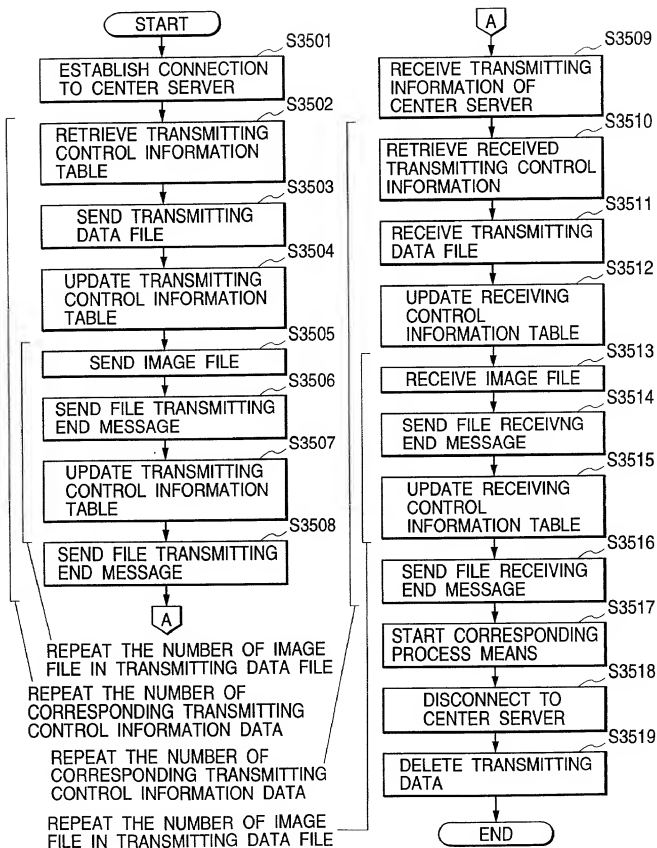 START
S3501
ESTABLISH CONNECTION
TO CENTER SERVER
S3502
RETRIEVE TRANSMITTING
CONTROL INFORMATION
TABLE
S3503
SEND TRANSMITTING
DATA FILE
S3504
UPDATE TRANSMITTING
CONTROL INFORMATION
TABLE
S3505
SEND IMAGE FILE
S3506
SEND FILE TRANSMITTING
END MESSAGE
S3507
UPDATE TRANSMITTING
CONTROL INFORMATION
TABLE
S3508
SEND FILE TRANSMITTING
END MESSAGE
A
REPEAT THE NUMBER OF IMAGE
FILE IN TRANSMITTING DATA FILE
REPEAT THE NUMBER OF
CORRESPONDING TRANSMITTING
CONTROL INFORMATION DATA
REPEAT THE NUMBER OF
CORRESPONDING TRANSMITTING
CONTROL INFORMATION DATA
REPEAT THE NUMBER OF IMAGE
FILE IN TRANSMITTING DATA FILE
A
S3509
RECEIVE TRANSMITTING
INFORMATION OF
CENTER SERVER
S3510
RETRIEVE RECEIVED
TRANSMITTING CONTROL
INFORMATION
S3511
RECEIVE TRANSMITTING
DATA FILE
S3512
UPDATE RECEIVING
CONTROL
INFORMATION TABLE
S3513
RECEIVE IMAGE FILE
S3514
SEND FILE RECEIVNG
END MESSAGE
S3515
UPDATE RECEIVING
CONTROL
INFORMATION TABLE
S3516
SEND FILE RECEIVING
END MESSAGE
S3517
START CORRESPONDING
PROCESS MEANS
S3518
DISCONNECT TO
CENTER SERVER
S3519
DELETE TRANSMITTING
DATA
END